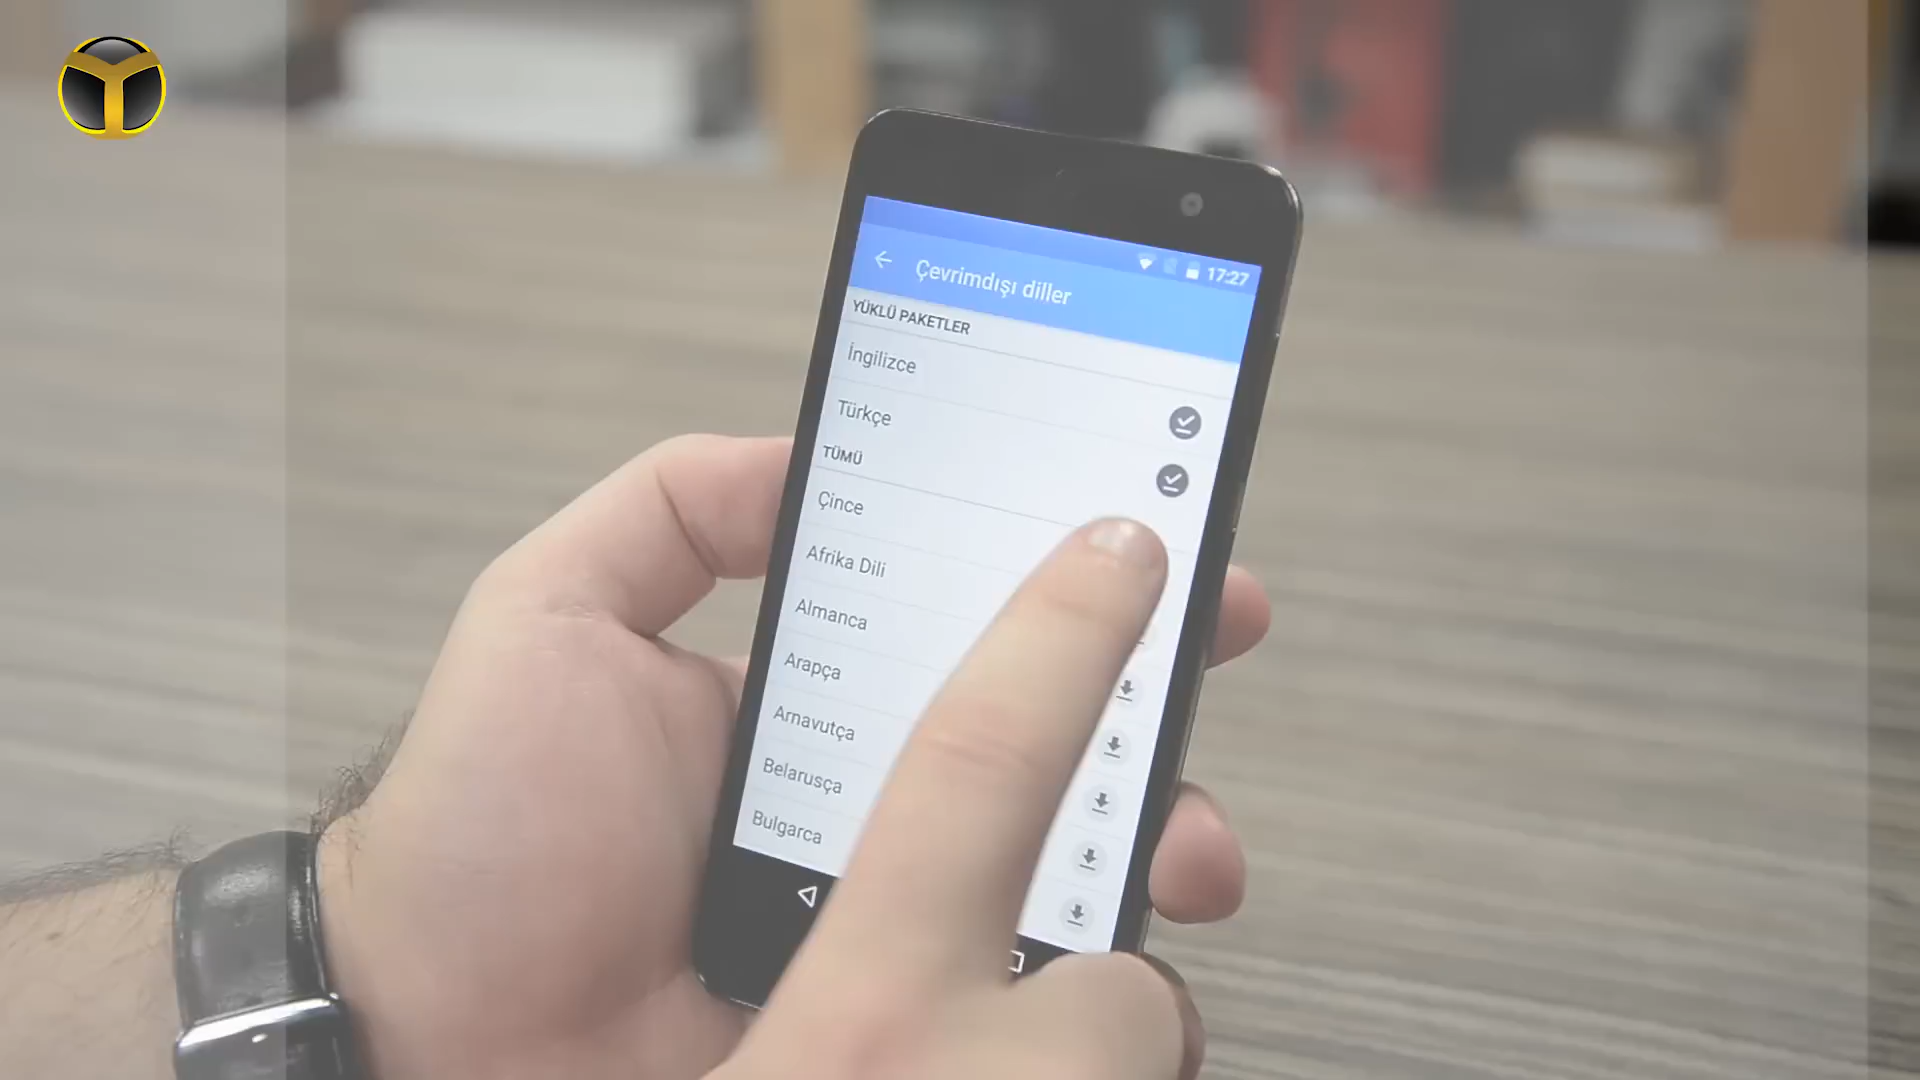 17:27
Çevrimdışı diller
YÜKLÜ PAKETLER
İngilizce
Türkçe
TÜMÜ
Çince
Afrika Dili
Almanca
Arapça
Arnavutça
Belarusça
Bulgarca